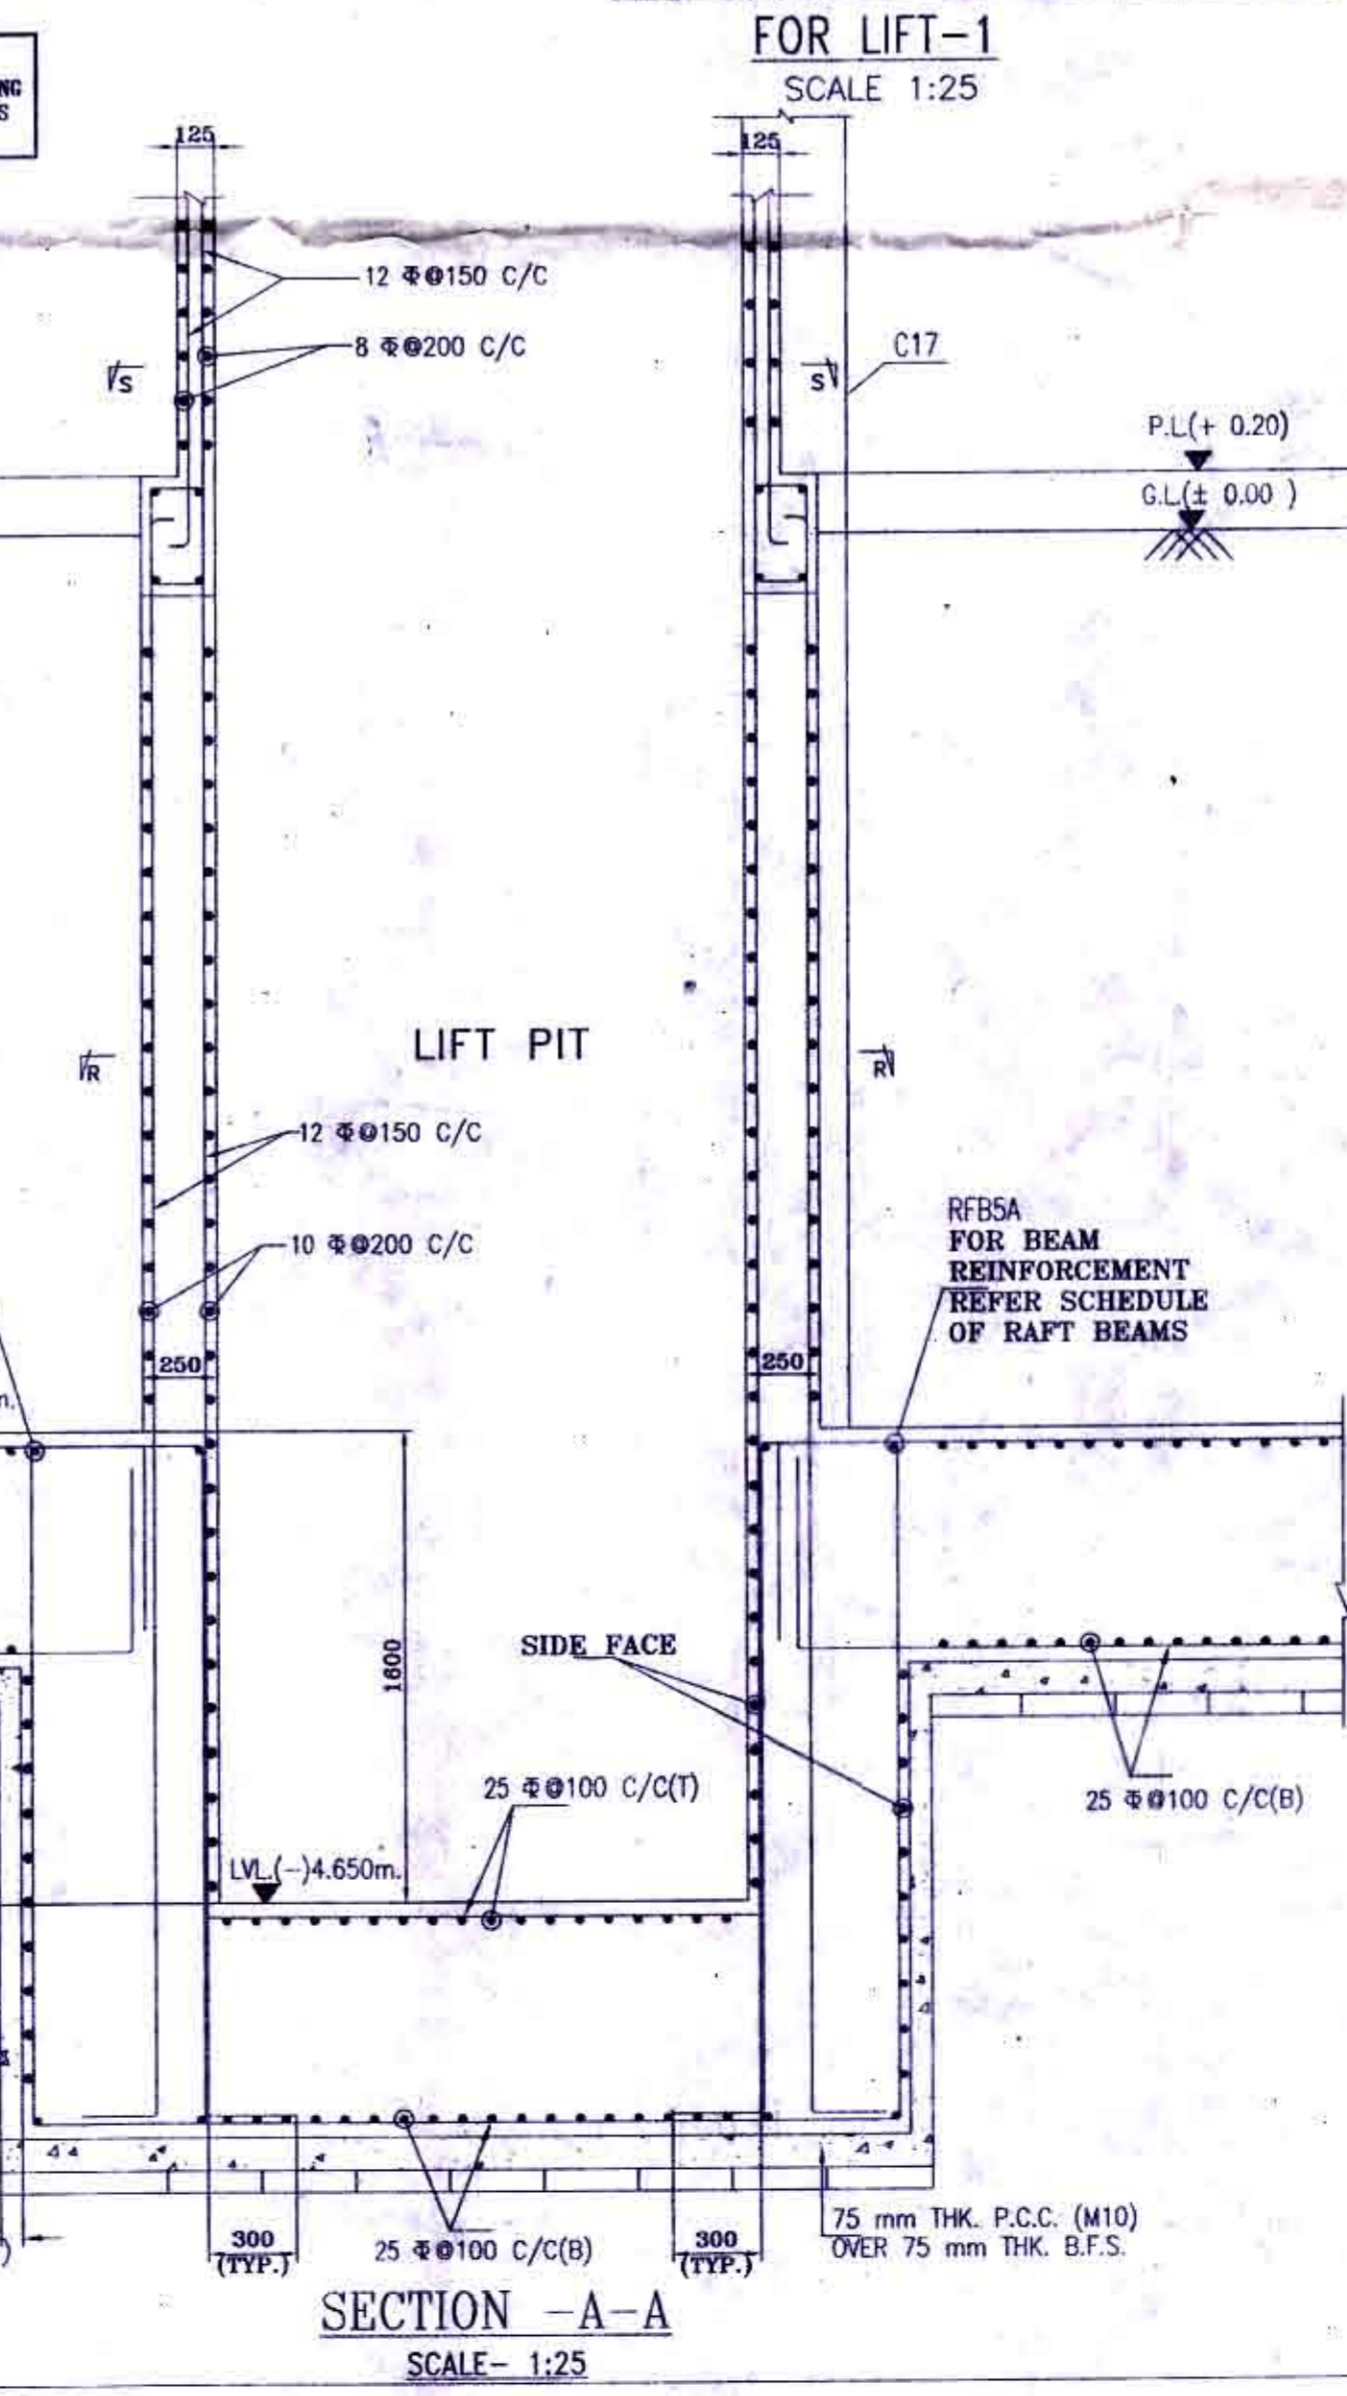 FOR LIFT-1
SCALE 1:25
NG
S
125
125
12 Φ@150 C/C
8 Φ@200 C/C
C17
S
S
P.L(+ 0.20)
G.L(± 0.00 )
LIFT PIT
R
R
12 Φ@150 C/C
10 Φ@200 C/C
RFB5A
FOR BEAM
REINFORCEMENT
REFER SCHEDULE
OF RAFT BEAMS
250
250
1600
SIDE FACE
25 Φ@100 C/C(T)
25 Φ@100 C/C(B)
LVL.(-)4.650m.
75 mm THK. P.C.C. (M10)
OVER 75 mm THK. B.F.S.
300
(TYP.)
25 Φ@100 C/C(B)
300
(TYP.)
SECTION -A-A
SCALE- 1:25